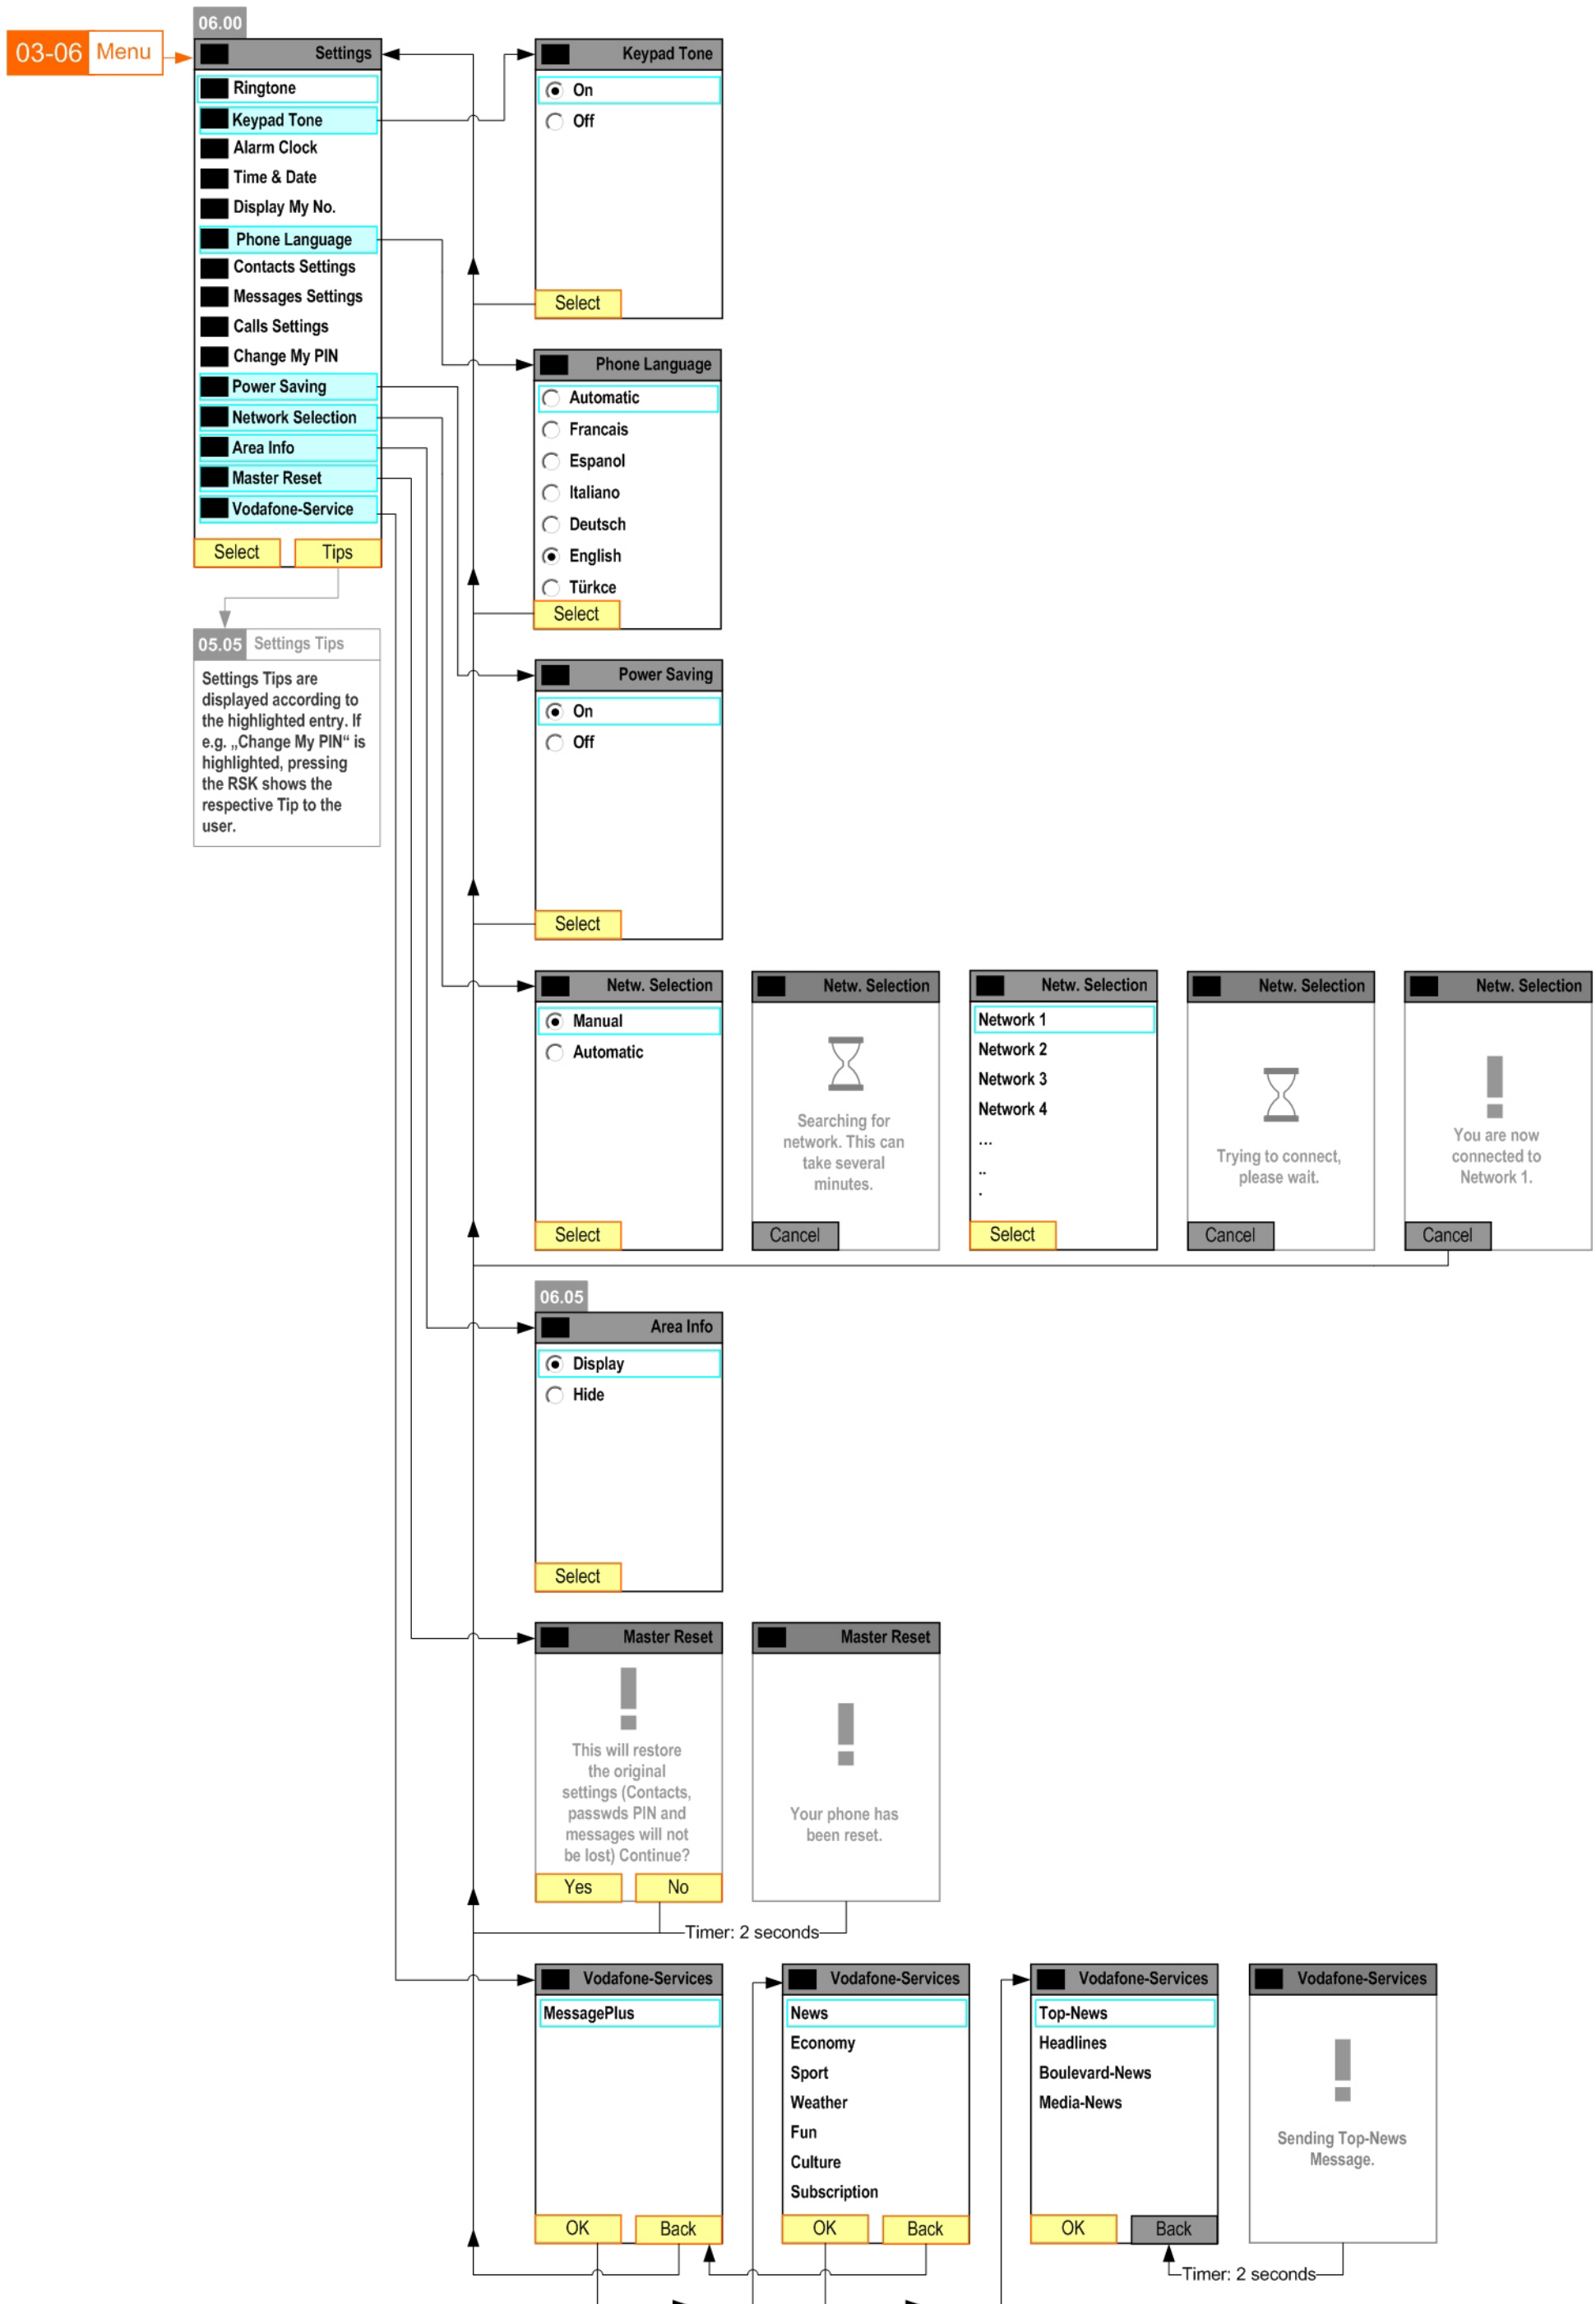 06.00
03-06 Menu
Settings
Ringtone
Keypad Tone
Alarm Clock
Time & Date
Display My No.
Phone Language
Contacts Settings
Messages Settings
Calls Settings
Change My PIN
Power Saving
Network Selection
Area Info
Master Reset
Vodafone-Service
Select Tips
05.05 Settings Tips
Settings Tips are
displayed according to
the highlighted entry. If
e.g. „Change My PIN“ is
highlighted, pressing
the RSK shows the
respective Tip to the
user.
Keypad Tone
On
Off
Select
Phone Language
Automatic
Francais
Espanol
Italiano
Deutsch
English
Türkce
Select
Power Saving
On
Off
Select
Netw. Selection
Manual
Automatic
Select
Netw. Selection
Searching for
network. This can
take several
minutes.
Cancel
Netw. Selection
Network 1
Network 2
Network 3
Network 4
...
..
.
Select
Netw. Selection
Trying to connect,
please wait.
Cancel
Netw. Selection
You are now
connected to
Network 1.
Cancel
06.05
Area Info
Display
Hide
Select
Master Reset
This will restore
the original
settings (Contacts,
passwds PIN and
messages will not
be lost) Continue?
Yes No
Master Reset
Your phone has
been reset.
Timer: 2 seconds
Vodafone-Services
MessagePlus
OK Back
Vodafone-Services
News
Economy
Sport
Weather
Fun
Culture
Subscription
OK Back
Vodafone-Services
Top-News
Headlines
Boulevard-News
Media-News
OK Back
Vodafone-Services
Sending Top-News
Message.
Timer: 2 seconds